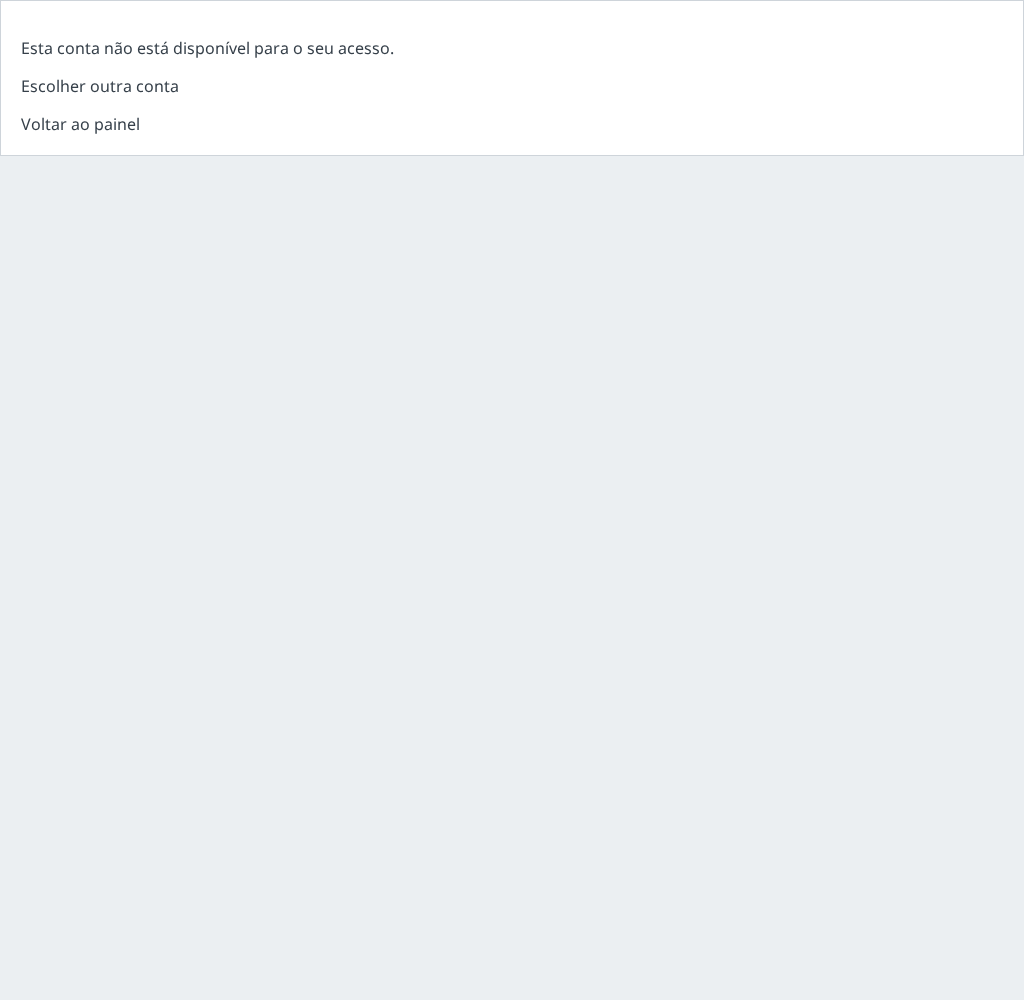 Esta conta não está disponível para o seu acesso.
Escolher outra conta
Voltar ao painel